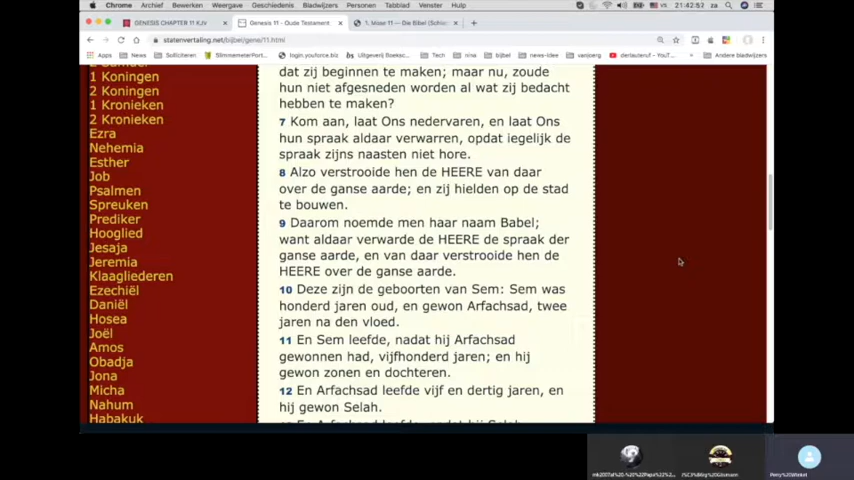 Chrome Archief Bewerken Weergave Geschiedenis Bladwijzers Personen Tabblad Venster Help
za 21:42:52
GENESIS CHAPTER 11 KJV
Genesis 11 - Oude Testament
1. Mose 11 — Die Bibel (Schla
statenvertaling.net/bijbel/gene/11.html
Apps News Solliciteren SlimmemeterPort... login.youforce.biz Uitgeverij Boeksc... Tech nina bijbel news-idee vanjoerg derlauteruf - YouTu... Andere bladwijzers
1 Koningen
2 Koningen
1 Kronieken
2 Kronieken
Ezra
Nehemia
Esther
Job
Psalmen
Spreuken
Prediker
Hooglied
Jesaja
Jeremia
Klaagliederen
Ezechiël
Daniël
Hosea
Joël
Amos
Obadja
Jona
Micha
Nahum
Habakuk
dat zij beginnen te maken; maar nu, zoude
hun niet afgesneden worden al wat zij bedacht
hebben te maken?
7 Kom aan, laat Ons nedervaren, en laat Ons
hun spraak aldaar verwarren, opdat iegelijk de
spraak zijns naasten niet hore.
8 Alzo verstrooide hen de HEERE van daar
over de ganse aarde; en zij hielden op de stad
te bouwen.
9 Daarom noemde men haar naam Babel;
want aldaar verwarde de HEERE de spraak der
ganse aarde, en van daar verstrooide hen de
HEERE over de ganse aarde.
10 Deze zijn de geboorten van Sem: Sem was
honderd jaren oud, en gewon Arfachsad, twee
jaren na den vloed.
11 En Sem leefde, nadat hij Arfachsad
gewonnen had, vijfhonderd jaren; en hij
gewon zonen en dochteren.
12 En Arfachsad leefde vijf en dertig jaren, en
hij gewon Selah.